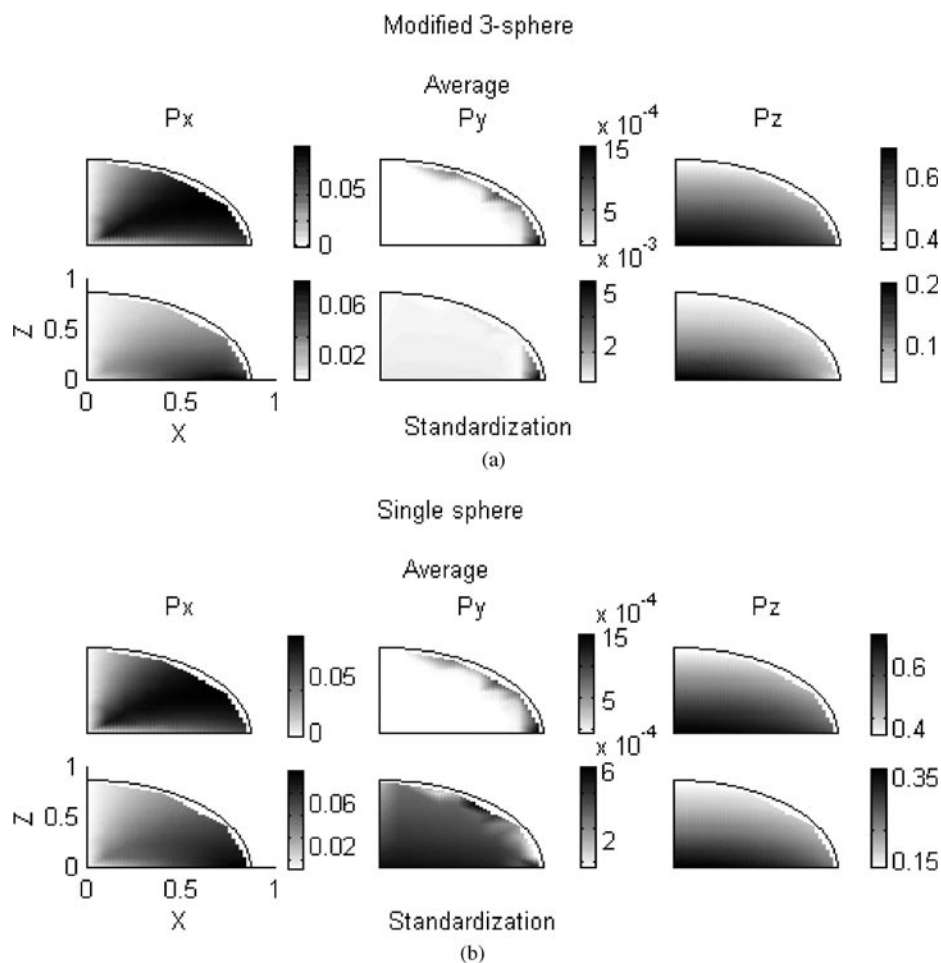 Modified 3-sphere
Average
Px Py Pz
x 10^-4
0.05
0
15
5
0.6
0.4
x 10^-3
1
0.5
0
Z
0 0.5 1
X
0.06
0.02
5
2
0.2
0.1
Standardization
(a)
Single sphere
Average
Px Py Pz
x 10^-4
0.05
0
15
5
0.6
0.4
x 10^-4
1
0.5
0
Z
0 0.5 1
X
0.06
0.02
6
2
0.35
0.15
Standardization
(b)